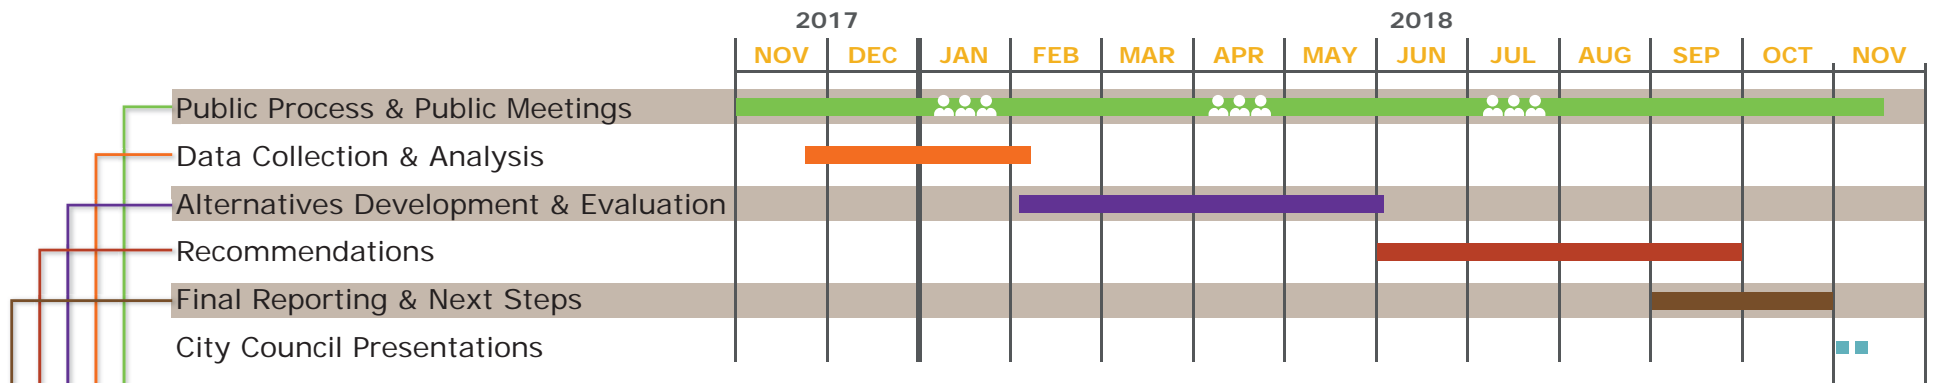 2017 2018
NOV DEC JAN FEB MAR APR MAY JUN JUL AUG SEP OCT NOV
Public Process & Public Meetings
Data Collection & Analysis
Alternatives Development & Evaluation
Recommendations
Final Reporting & Next Steps
City Council Presentations